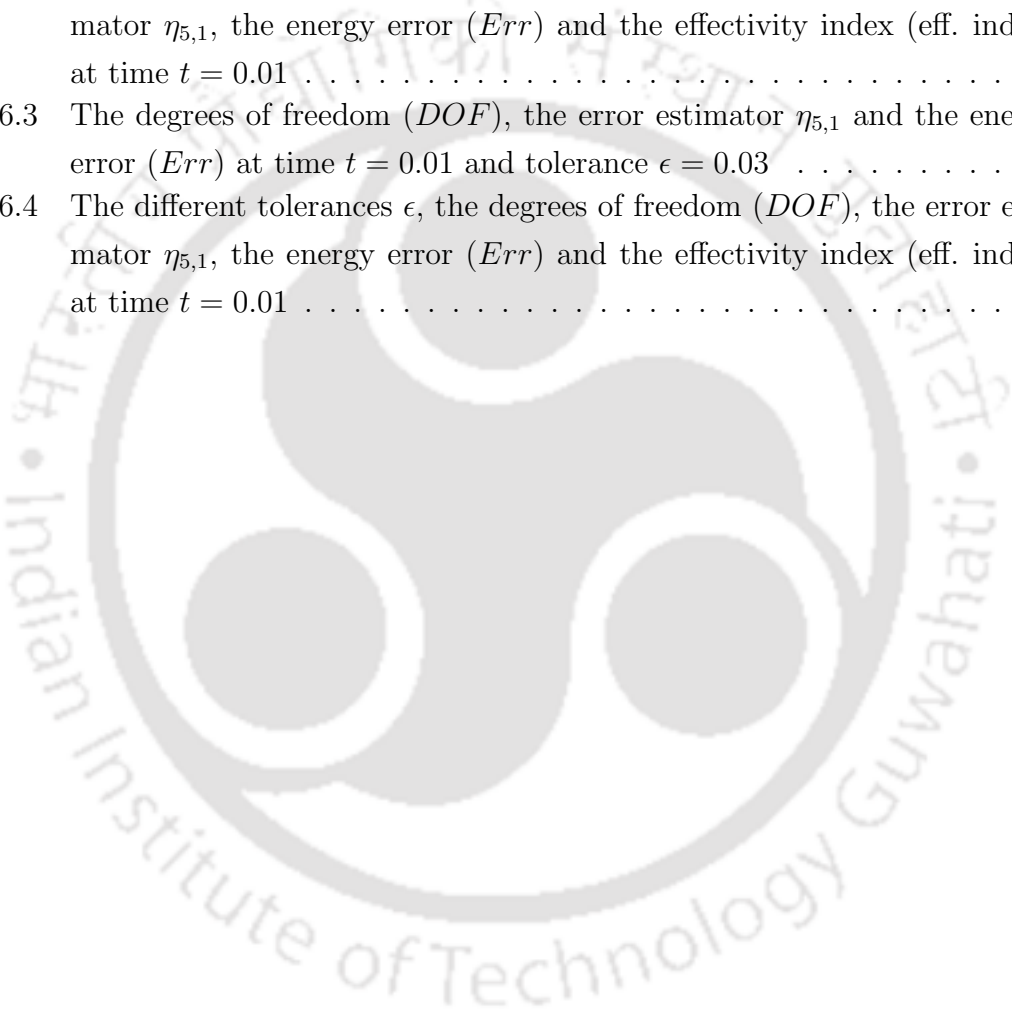 mator η₅,₁, the energy error (Err) and the effectivity index (eff. ind
at time t = 0.01 . . . . . . . . . . . . . . . . . . . . . . . . . . . . . .
6.3 The degrees of freedom (DOF), the error estimator η₅,₁ and the ene
error (Err) at time t = 0.01 and tolerance ϵ = 0.03 . . . . . . . . .
6.4 The different tolerances ϵ, the degrees of freedom (DOF), the error e
mator η₅,₁, the energy error (Err) and the effectivity index (eff. ind
at time t = 0.01 . . . . . . . . . . . . . . . . . . . . . . . . . . . . . .
Indian Institute of Technology Guwahati